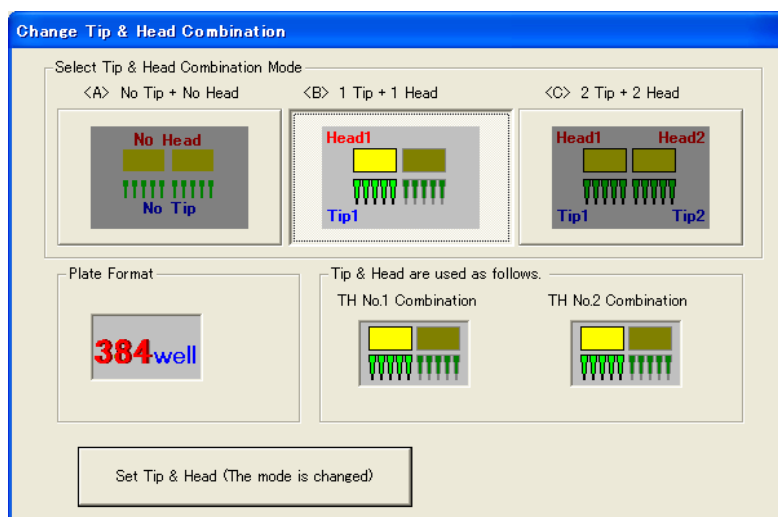 Change Tip & Head Combination
Select Tip & Head Combination Mode
<A> No Tip + No Head
<B> 1 Tip + 1 Head
<C> 2 Tip + 2 Head
No Head
No Tip
Head1
Tip1
Head1 Head2
Tip1 Tip2
Plate Format
384well
Tip & Head are used as follows.
TH No.1 Combination
TH No.2 Combination
Set Tip & Head (The mode is changed)